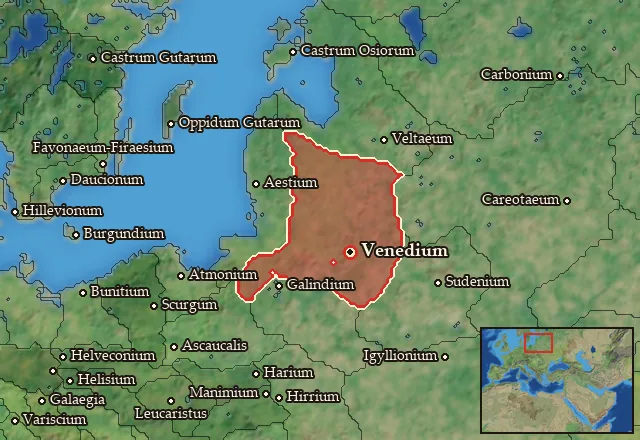 Castrum Gutarum
Castrum Osiorum
Carbonium
Oppidum Gutarum
Veltaeum
Favonaeum-Firaesium
Daucionum
Aestium
Careotaeum
Hillevionum
Burgundium
Venedium
Atmonium
Bunitium
Galindium
Sudenium
Scurgum
Ascaucalis
Helveconium
Igyllionium
Helisium
Harium
Galaegia
Manimium
Hirrium
Leucaristus
Variscium